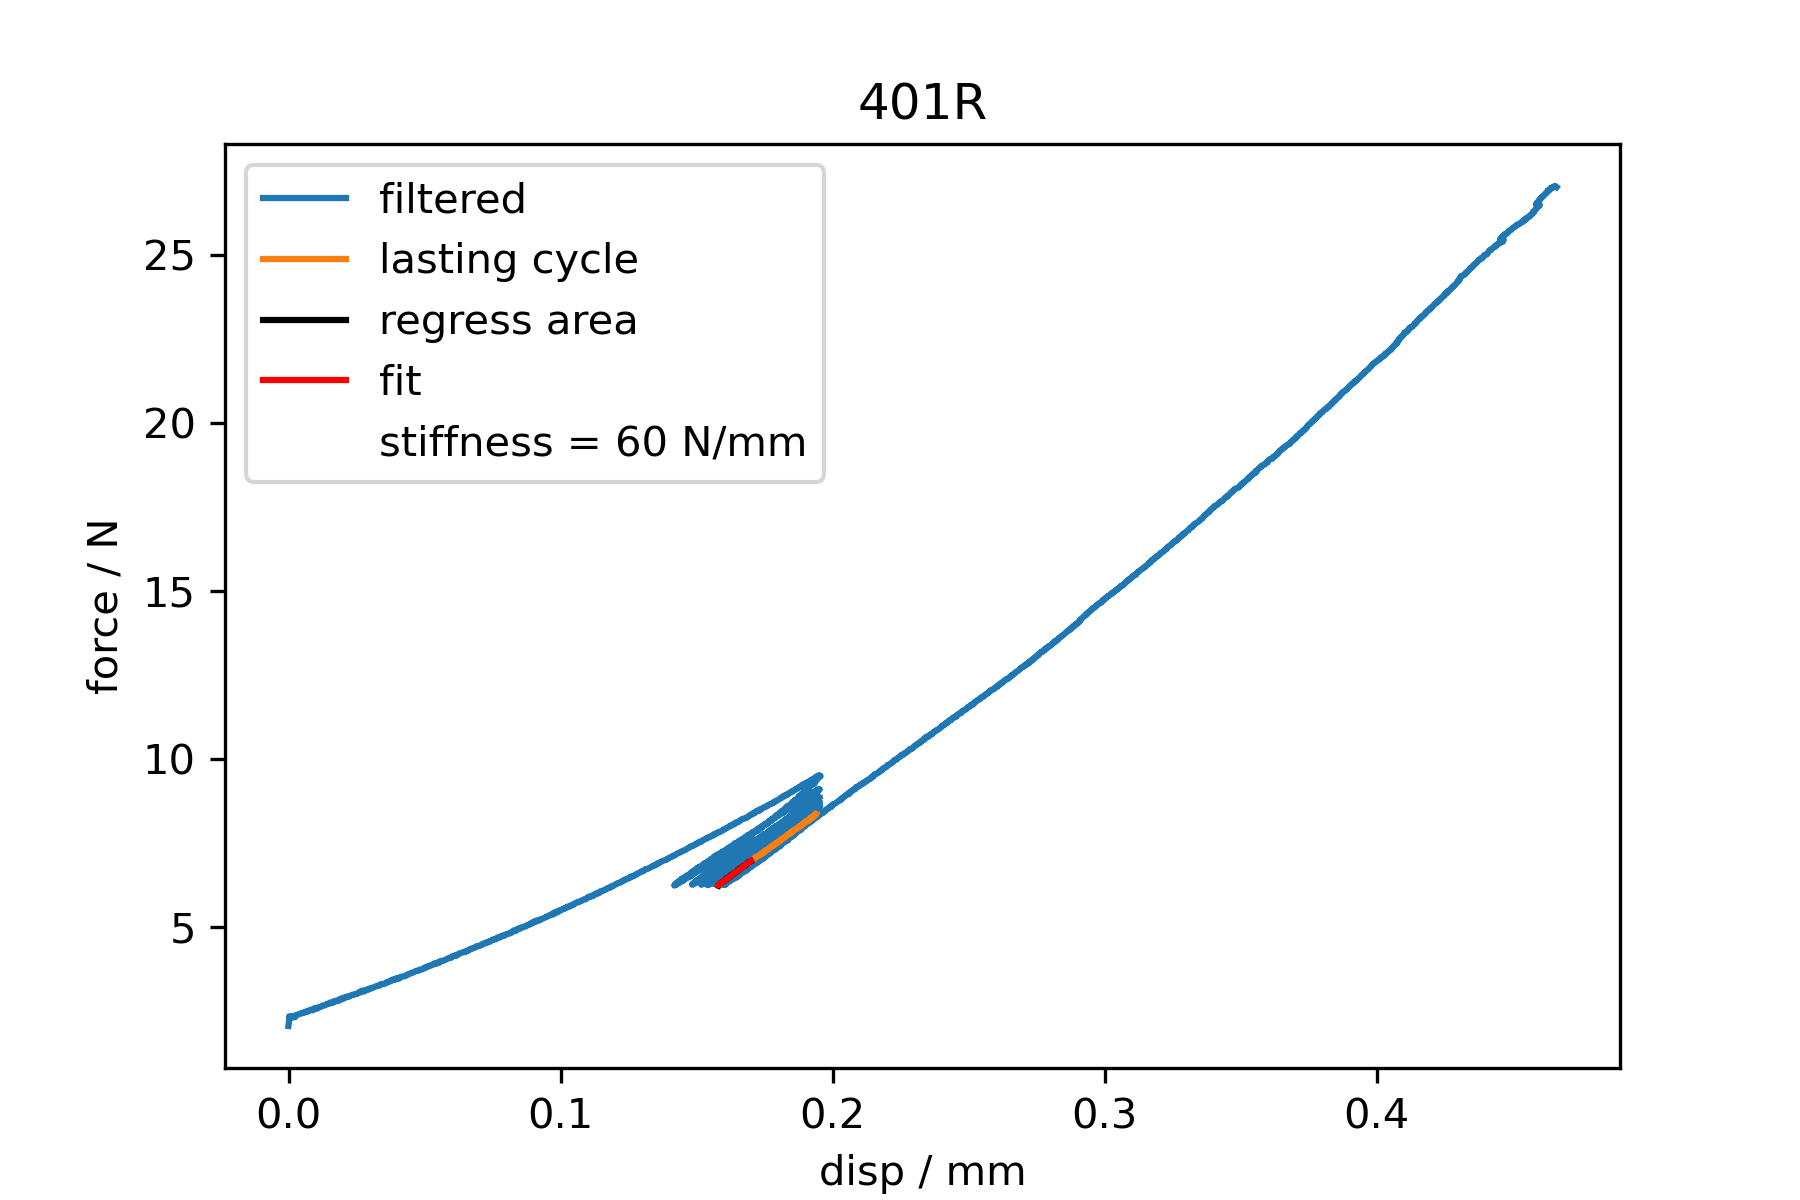 401R
filtered
lasting cycle
regress area
fit
stiffness = 60 N/mm
force / N
25
20
15
10
5
0.0 0.1 0.2 0.3 0.4
disp / mm